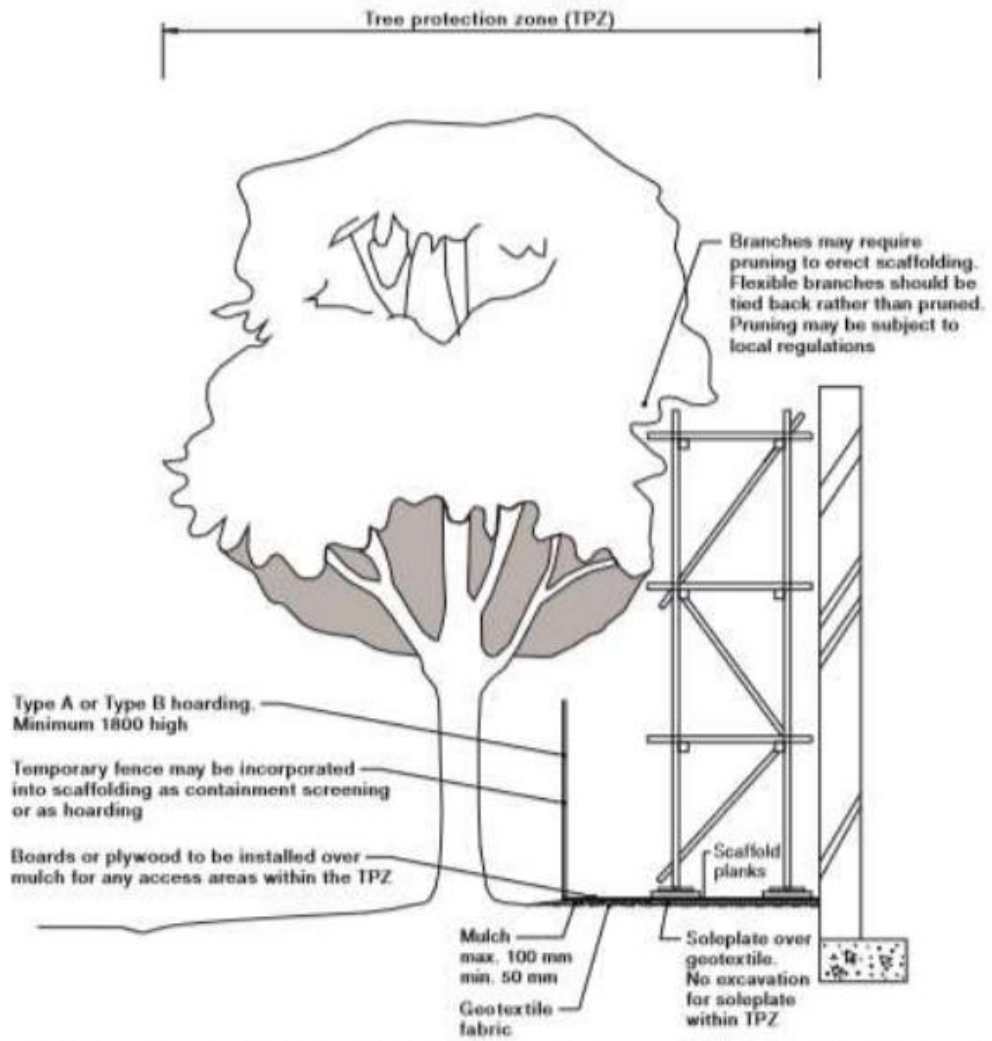 Tree protection zone (TPZ)
Branches may require
pruning to erect scaffolding.
Flexible branches should be
tied back rather than pruned.
Pruning may be subject to
local regulations
Type A or Type B hoarding.
Minimum 1800 high
Temporary fence may be incorporated
into scaffolding as containment screening
or as hoarding
Boards or plywood to be installed over
mulch for any access areas within the TPZ
Scaffold
planks
Mulch
max. 100 mm
min. 50 mm
Geotextile
fabric
Soleplate over
geotextile.
No excavation
for soleplate
within TPZ